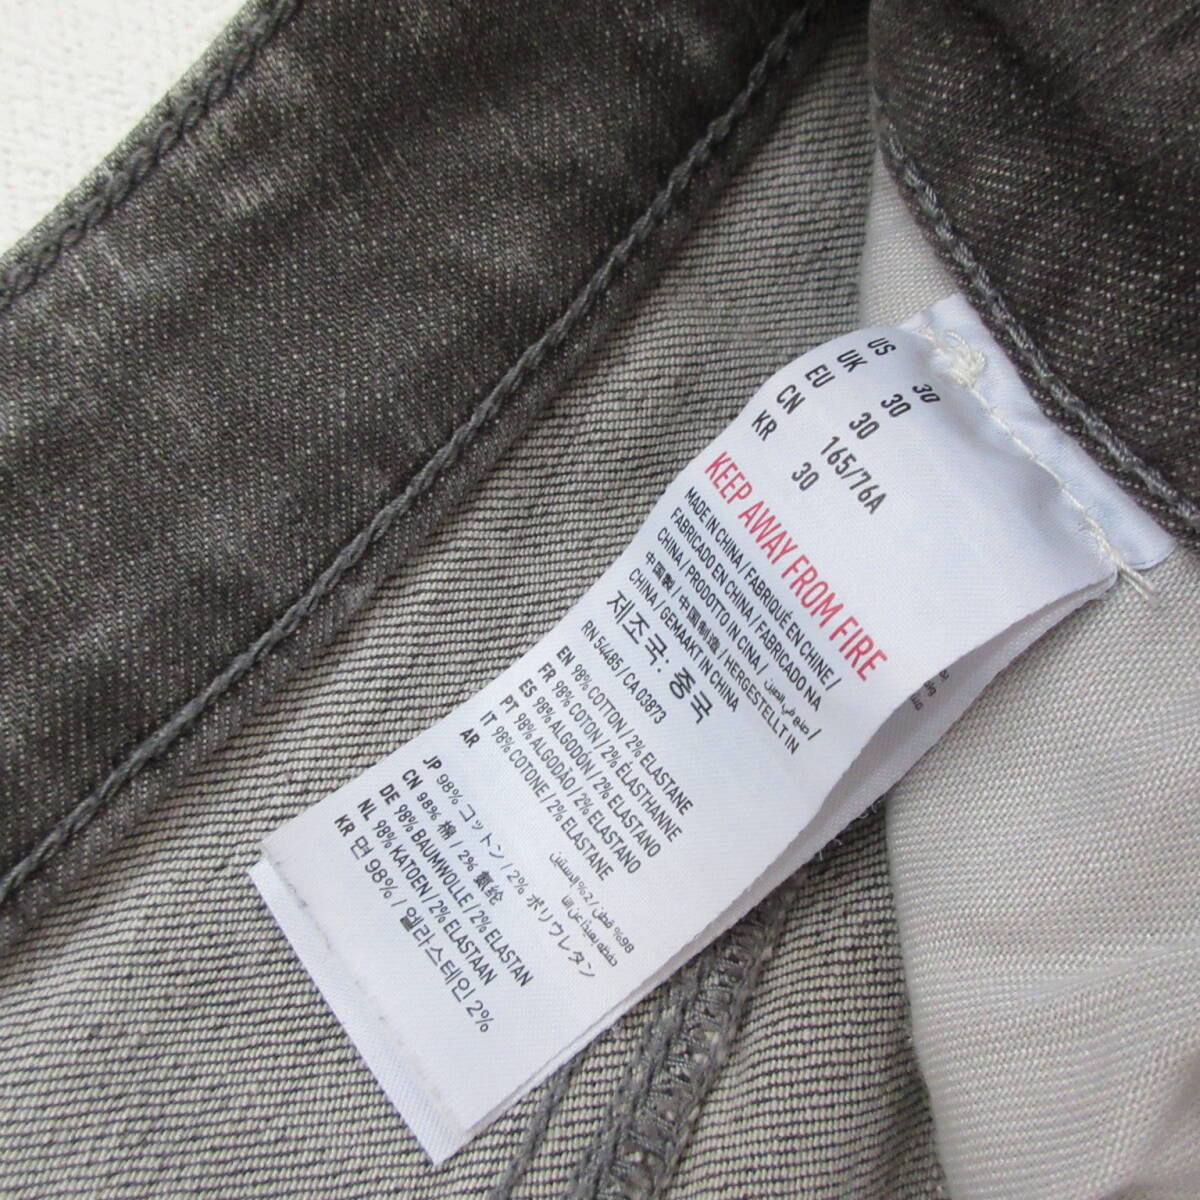 US 30
UK 30
EU 30
CN 165/76A
KR 30
KEEP AWAY FROM FIRE
MADE IN CHINA / FABRIQUÉ EN CHINE /
FABRICADO EN CHINA / FABRICADO NA
CHINA / PRODOTTO IN CINA / صنع في الصين /
中国製 / 中国制造 / HERGESTELLT IN
CHINA / GEMAAKT IN CHINA
제조국: 중국
RN 54485 / CA 03873
EN 98% COTTON / 2% ELASTANE
FR 98% COTON / 2% ÉLASTHANNE
ES 98% ALGODÓN / 2% ELASTANO
PT 98% ALGODÃO / 2% ELASTANO
IT 98% COTONE / 2% ELASTANE
AR
98% قطن / 2% الاستين
JP 98% コットン / 2% ポリウレタン
CN 98% 棉 / 2% 氨纶
DE 98% BAUMWOLLE / 2% ELASTAN
NL 98% KATOEN / 2% ELASTAAN
KR 면 98% / 엘라스테인 2%